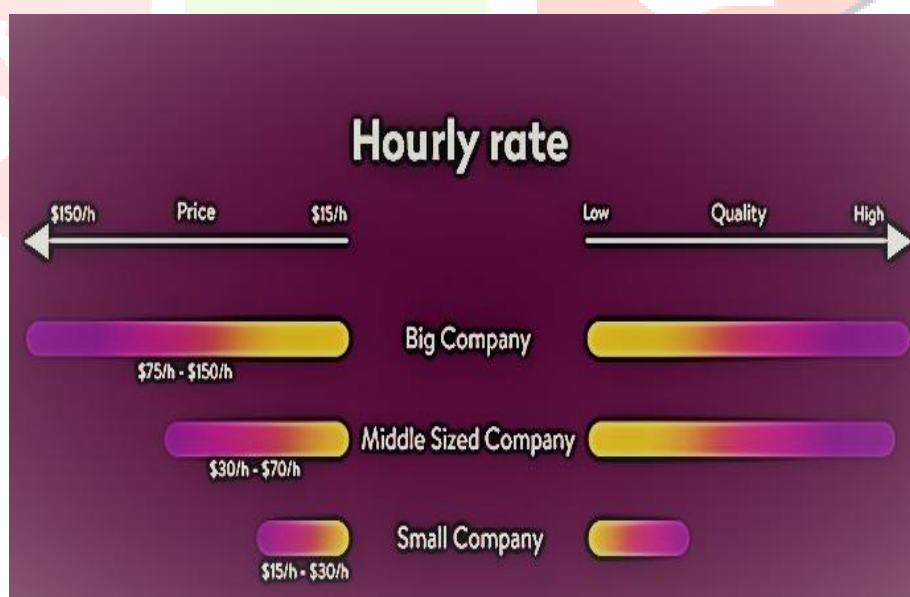 Hourly rate
$150/h Price $15/h Low Quality High
Big Company
$75/h - $150/h
Middle Sized Company
$30/h - $70/h
Small Company
$15/h - $30/h